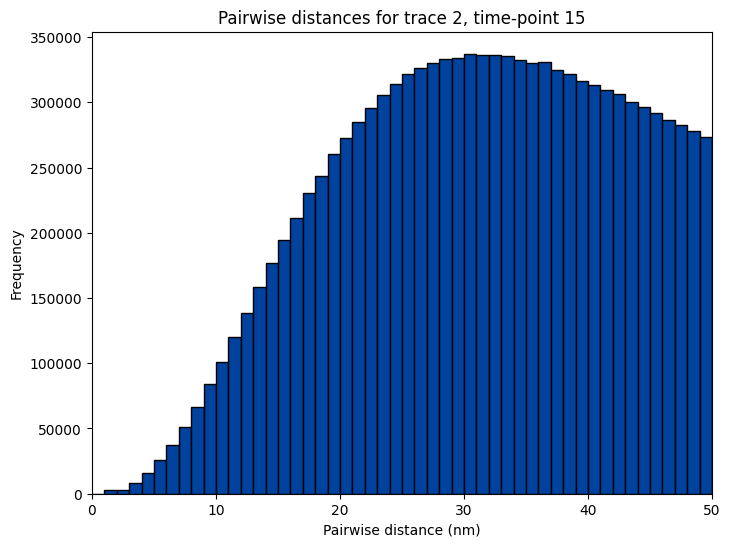 Pairwise distances for trace 2, time-point 15
350000
300000
250000
200000
150000
100000
50000
0
Frequency
0 10 20 30 40 50
Pairwise distance (nm)